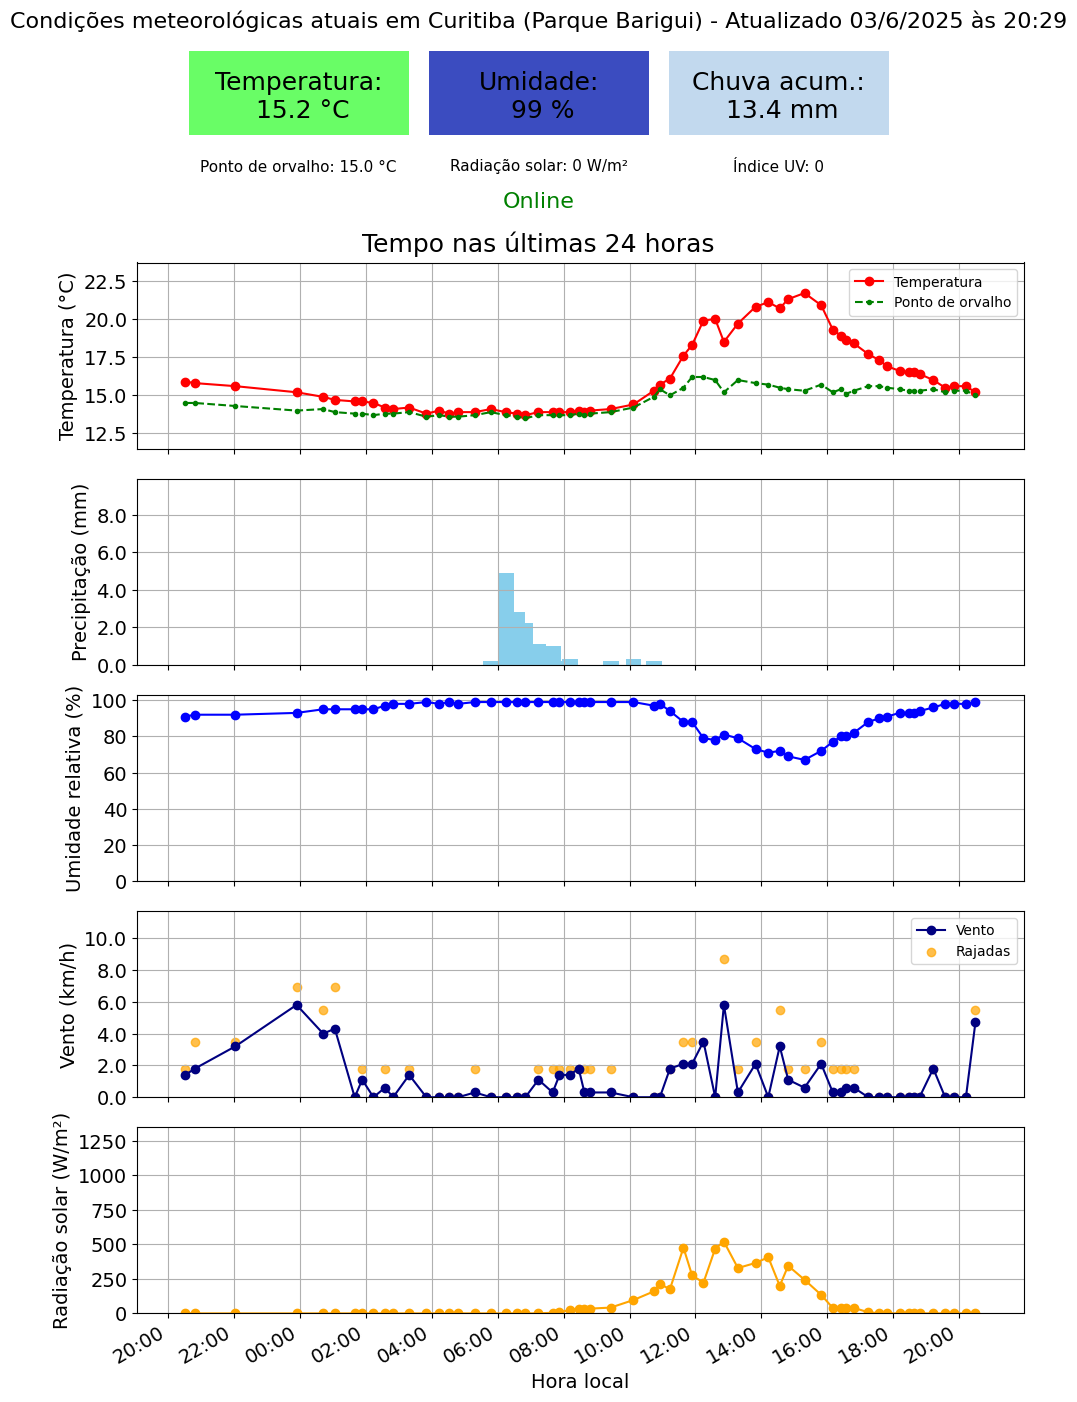 Condições meteorológicas atuais em Curitiba (Parque Barigui) - Atualizado 03/6/2025 às 20:29
Temperatura:
15.2 °C
Umidade:
99 %
Chuva acum.:
13.4 mm
Ponto de orvalho: 15.0 °C
Radiação solar: 0 W/m²
Índice UV: 0
Online
Tempo nas últimas 24 horas
Temperatura (°C)
22.5
20.0
17.5
15.0
12.5
Temperatura
Ponto de orvalho
Precipitação (mm)
8.0
6.0
4.0
2.0
0.0
Umidade relativa (%)
100
80
60
40
20
0
Vento (km/h)
10.0
8.0
6.0
4.0
2.0
0.0
Vento
Rajadas
Radiação solar (W/m²)
1250
1000
750
500
250
0
20:00
22:00
00:00
02:00
04:00
06:00
08:00
10:00
12:00
14:00
16:00
18:00
20:00
Hora local